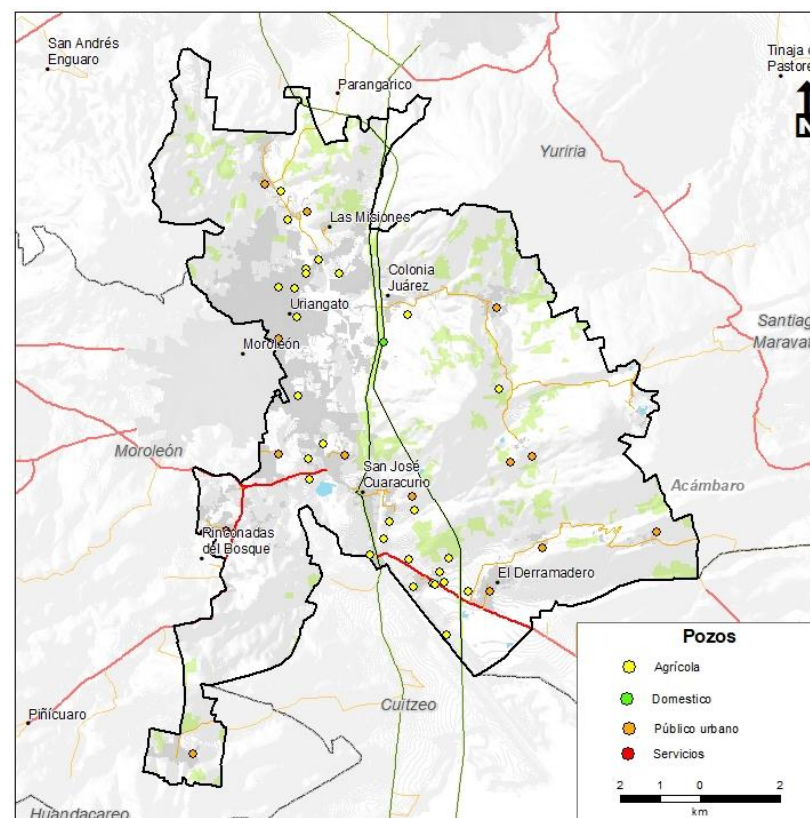 San Andrés
Enguaro
Parangarico
Tinaja
Pastore
N
Yuriria
Las Misiones
Colonia
Juárez
Uriangato
Moroleón
Santiag
Maravat
Moroleón
San José
Cuaracurio
Acámbaro
Rinconadas
del Bosque
El Derramadero
Piñícuaro
Cuitzeo
Huandacareo
Pozos
Agrícola
Domestico
Público urbano
Servicios
2 1 0 2
km